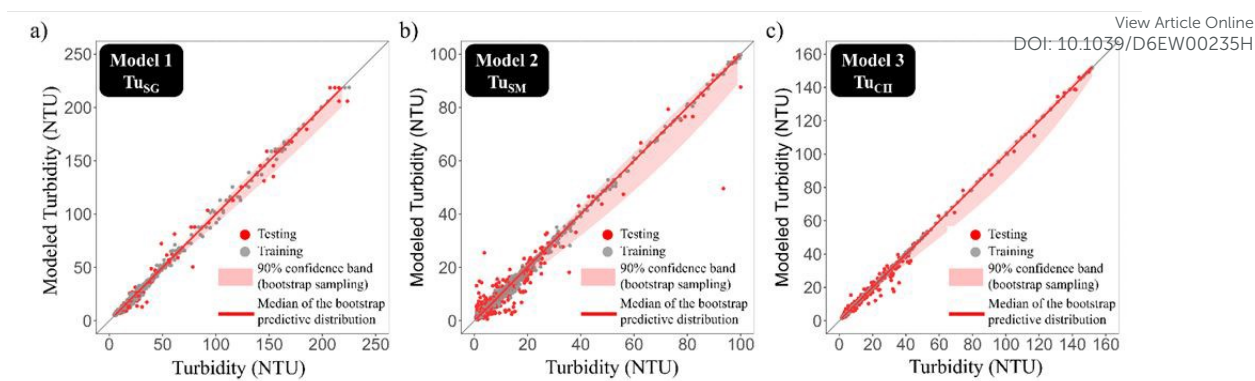 View Article Online
DOI: 10.1039/D6EW00235H
a)
Model 1
TuSG
Modeled Turbidity (NTU)
250
200
150
100
50
0
Testing
Training
90% confidence band
(bootstrap sampling)
Median of the bootstrap
predictive distribution
0 50 100 150 200 250
Turbidity (NTU)
b)
Model 2
TuSM
Modeled Turbidity (NTU)
100
80
60
40
20
0
Testing
Training
90% confidence band
(bootstrap sampling)
Median of the bootstrap
predictive distribution
0 20 40 60 80 100
Turbidity (NTU)
c)
Model 3
TuCII
Modeled Turbidity (NTU)
160
140
120
100
80
60
40
20
0
Testing
Training
90% confidence band
(bootstrap sampling)
Median of the bootstrap
predictive distribution
0 20 40 60 80 100 120 140 160
Turbidity (NTU)